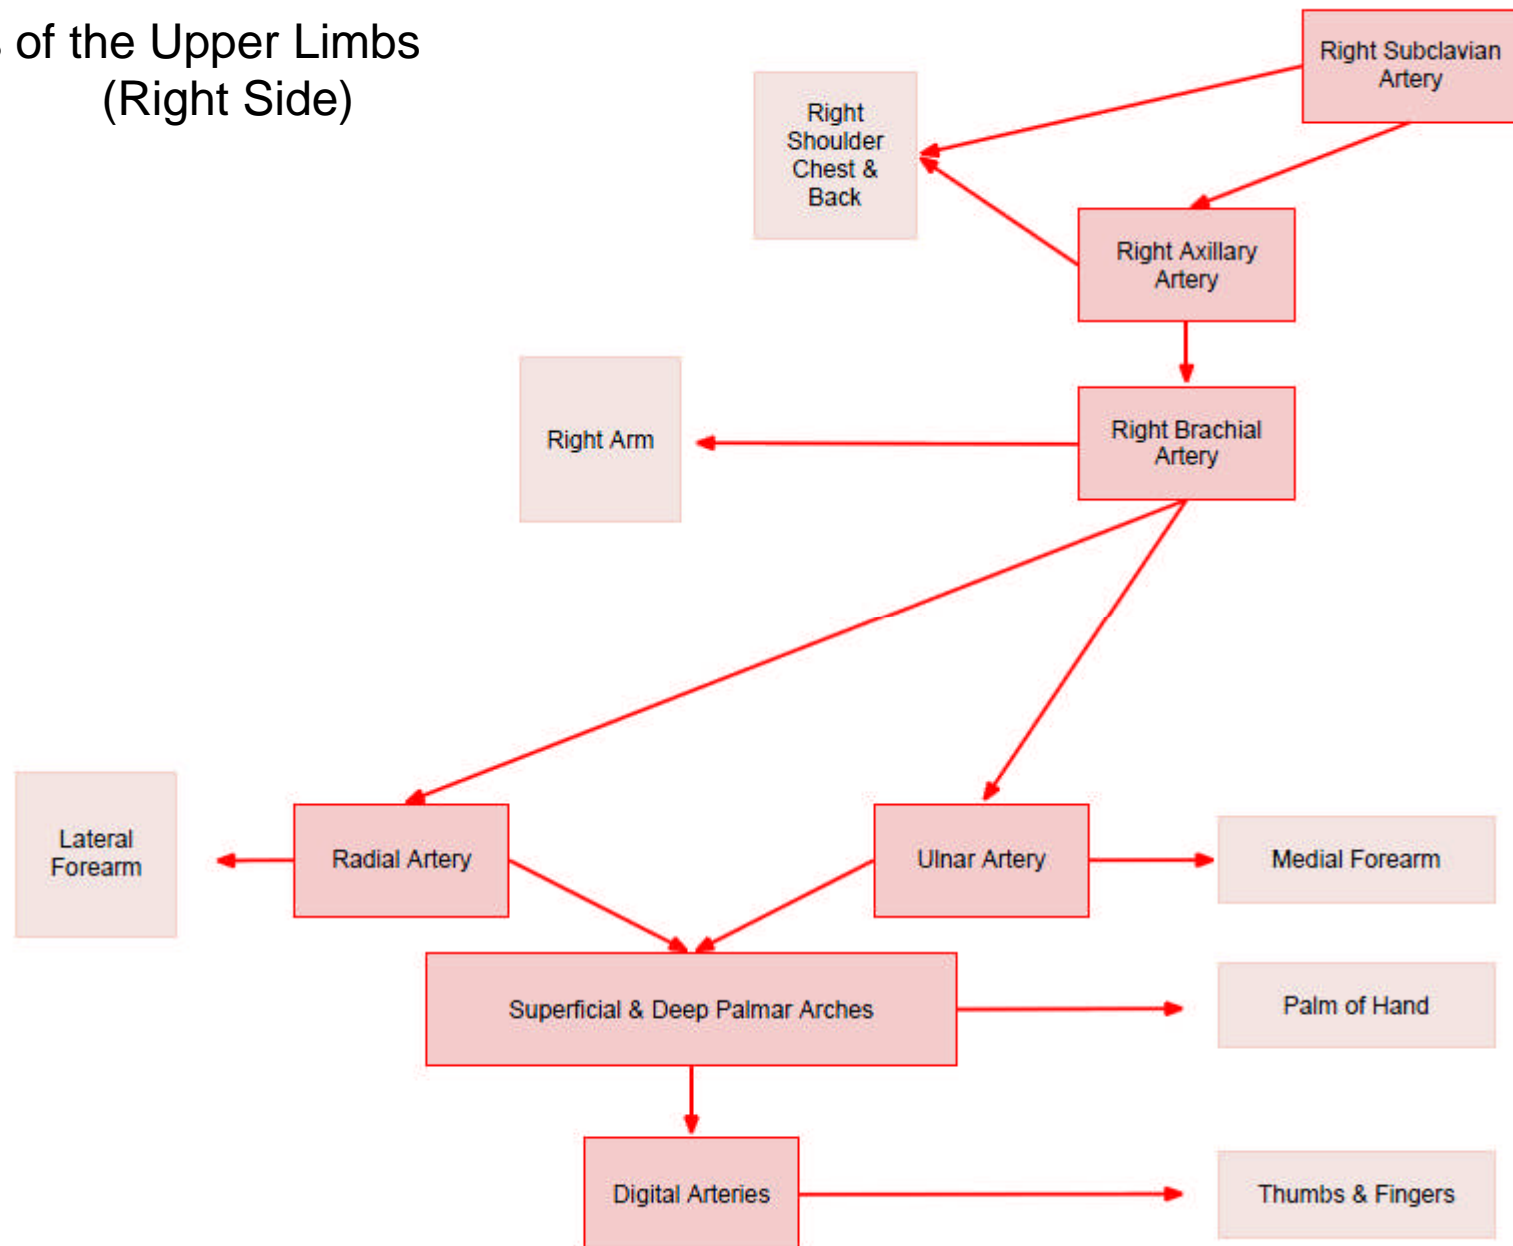 of the Upper Limbs
(Right Side)
Right Subclavian
Artery
Right
Shoulder
Chest &
Back
Right Axillary
Artery
Right Arm
Right Brachial
Artery
Lateral
Forearm
Radial Artery
Ulnar Artery
Medial Forearm
Superficial & Deep Palmar Arches
Palm of Hand
Digital Arteries
Thumbs & Fingers